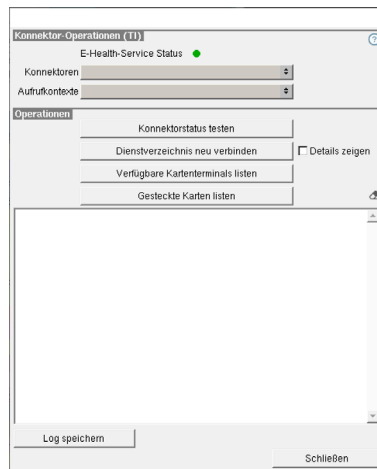 Konnektor-Operationen (TI)
?
E-Health-Service Status
Konnektoren
Aufrufkontexte
Operationen
Konnektorstatus testen
Dienstverzeichnis neu verbinden Details zeigen
Verfügbare Kartenterminals listen
Gesteckte Karten listen
Log speichern
Schließen